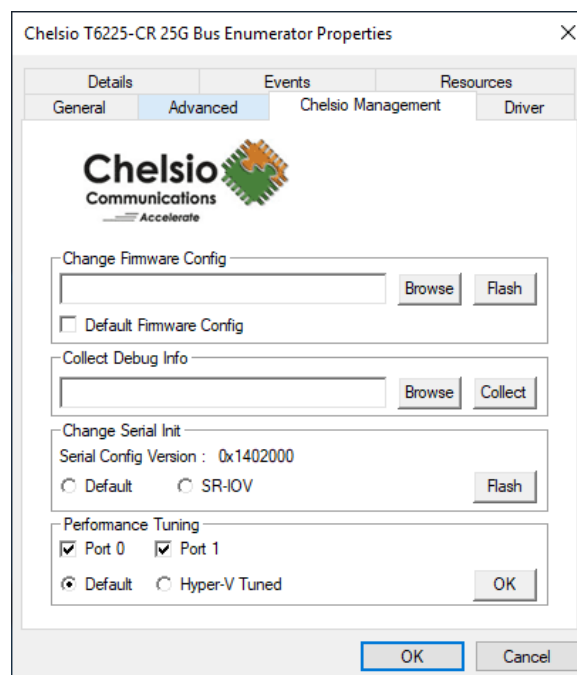 Chelsio T6225-CR 25G Bus Enumerator Properties
Details Events Resources
General Advanced Chelsio Management Driver
Chelsio
Communications
Accelerate
Change Firmware Config
Browse Flash
Default Firmware Config
Collect Debug Info
Browse Collect
Change Serial Init
Serial Config Version : 0x1402000
Default SR-IOV Flash
Performance Tuning
Port 0 Port 1
Default Hyper-V Tuned OK
OK Cancel